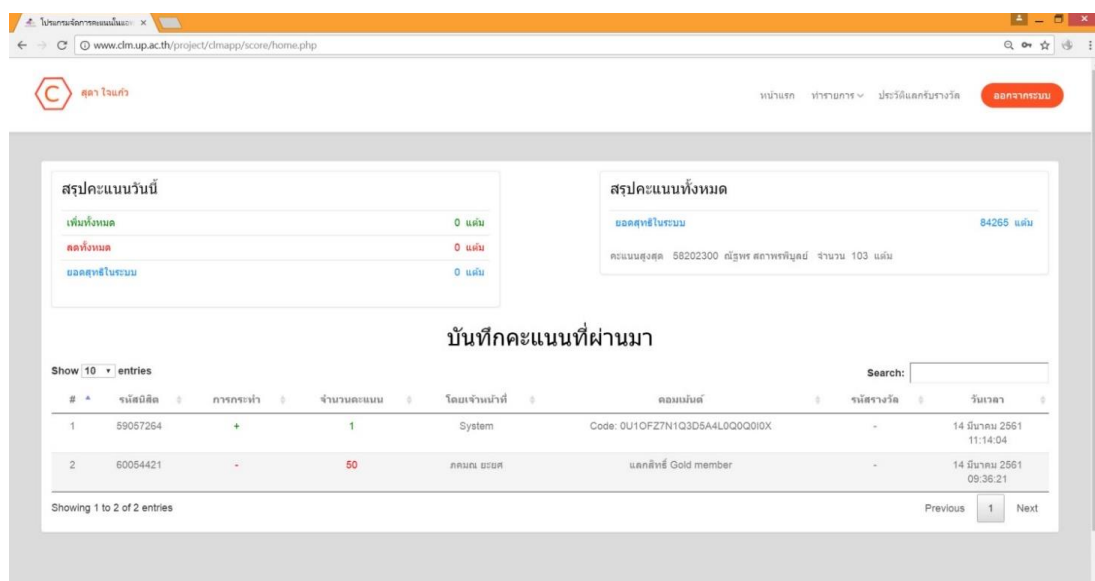 โปรแกรมจัดการคะแนนนั้นแอ
www.clm.up.ac.th/project/clmapp/score/home.php
C
สุดา ใจแก้ว
หน้าแรก ทำรายการ ประวัติแลกรับรางวัล ออกจากระบบ
สรุปคะแนนวันนี้
เพิ่มทั้งหมด 0 แต้ม
ลดทั้งหมด 0 แต้ม
ยอดสุทธิในระบบ 0 แต้ม
สรุปคะแนนทั้งหมด
ยอดสุทธิในระบบ 84265 แต้ม
คะแนนสูงสุด 58202300 ณัฐพร สถาพรพิบูลย์ จำนวน 103 แต้ม
บันทึกคะแนนที่ผ่านมา
Show 10 entries
Search:
# รหัสนิสิต การกระทำ จำนวนคะแนน โดยเจ้าหน้าที่ คอมเม้นต์ รหัสรางวัล วันเวลา
1 59057264 + 1 System Code: 0U1OFZ7N1Q3D5A4L0Q0Q0I0X - 14 มีนาคม 2561
11:14:04
2 60054421 - 50 ภคมณ ยะยศ แลกสิทธิ์ Gold member - 14 มีนาคม 2561
09:36:21
Showing 1 to 2 of 2 entries
Previous 1 Next